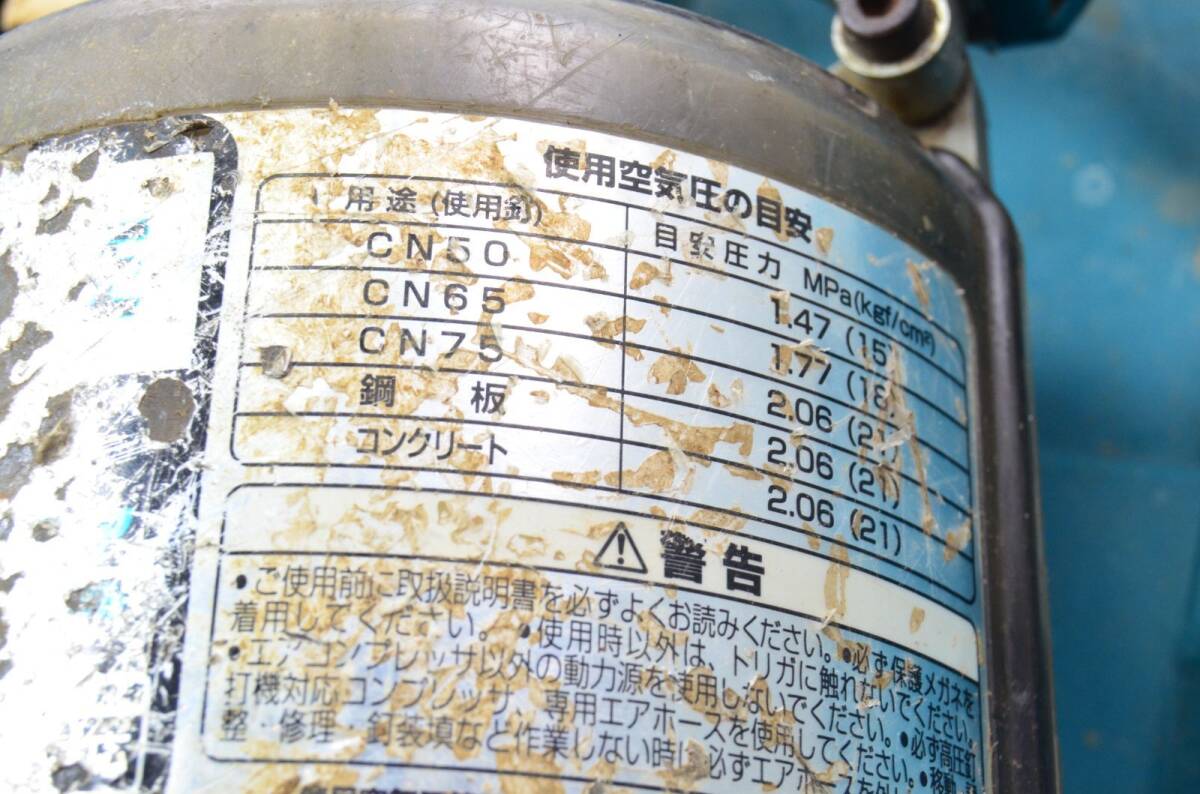 使用空気圧の目安
用途(使用釘) 目安圧力 MPa(Kgf/cm²)
CN50 1.47 (15)
CN65 1.77 (18)
CN75 2.06 (21)
鋼 板 2.06 (21)
コンクリート 2.06 (21)
⚠警告
•ご使用前に取扱説明書を必ずよくお読みください。•必ず保護メガネを
着用してください。•使用時以外は、トリガに触れないでください。
•エアコンプレッサ以外の動力源を使用しないでください。•必ず高圧釘
打機対応コンプレッサ、専用エアホースを使用してください。•移動
整 修理 釘装填など作業しない時は必ずエアホースを